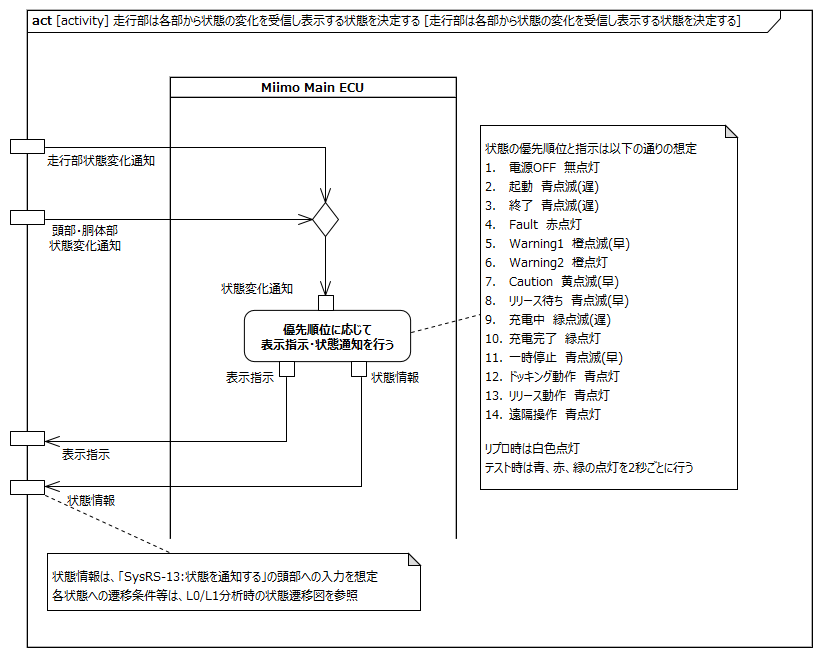 act [activity] 走行部は各部から状態の変化を受信し表示する状態を決定する [走行部は各部から状態の変化を受信し表示する状態を決定する]
Miimo Main ECU
走行部状態変化通知
頭部・胴体部
状態変化通知
状態変化通知
優先順位に応じて
表示指示・状態通知を行う
表示指示
状態情報
表示指示
状態情報
状態の優先順位と指示は以下の通りの想定
1. 電源OFF 無点灯
2. 起動 青点滅(遅)
3. 終了 青点滅(遅)
4. Fault 赤点灯
5. Warning1 橙点滅(早)
6. Warning2 橙点灯
7. Caution 黄点滅(早)
8. リリース待ち 青点滅(早)
9. 充電中 緑点滅(遅)
10. 充電完了 緑点灯
11. 一時停止 青点滅(早)
12. ドッキング動作 青点灯
13. リリース動作 青点灯
14. 遠隔操作 青点灯
リプロ時は白色点灯
テスト時は青、赤、緑の点灯を2秒ごとに行う
状態情報は、「SysRS-13:状態を通知する」の頭部への入力を想定
各状態への遷移条件等は、L0/L1分析時の状態遷移図を参照